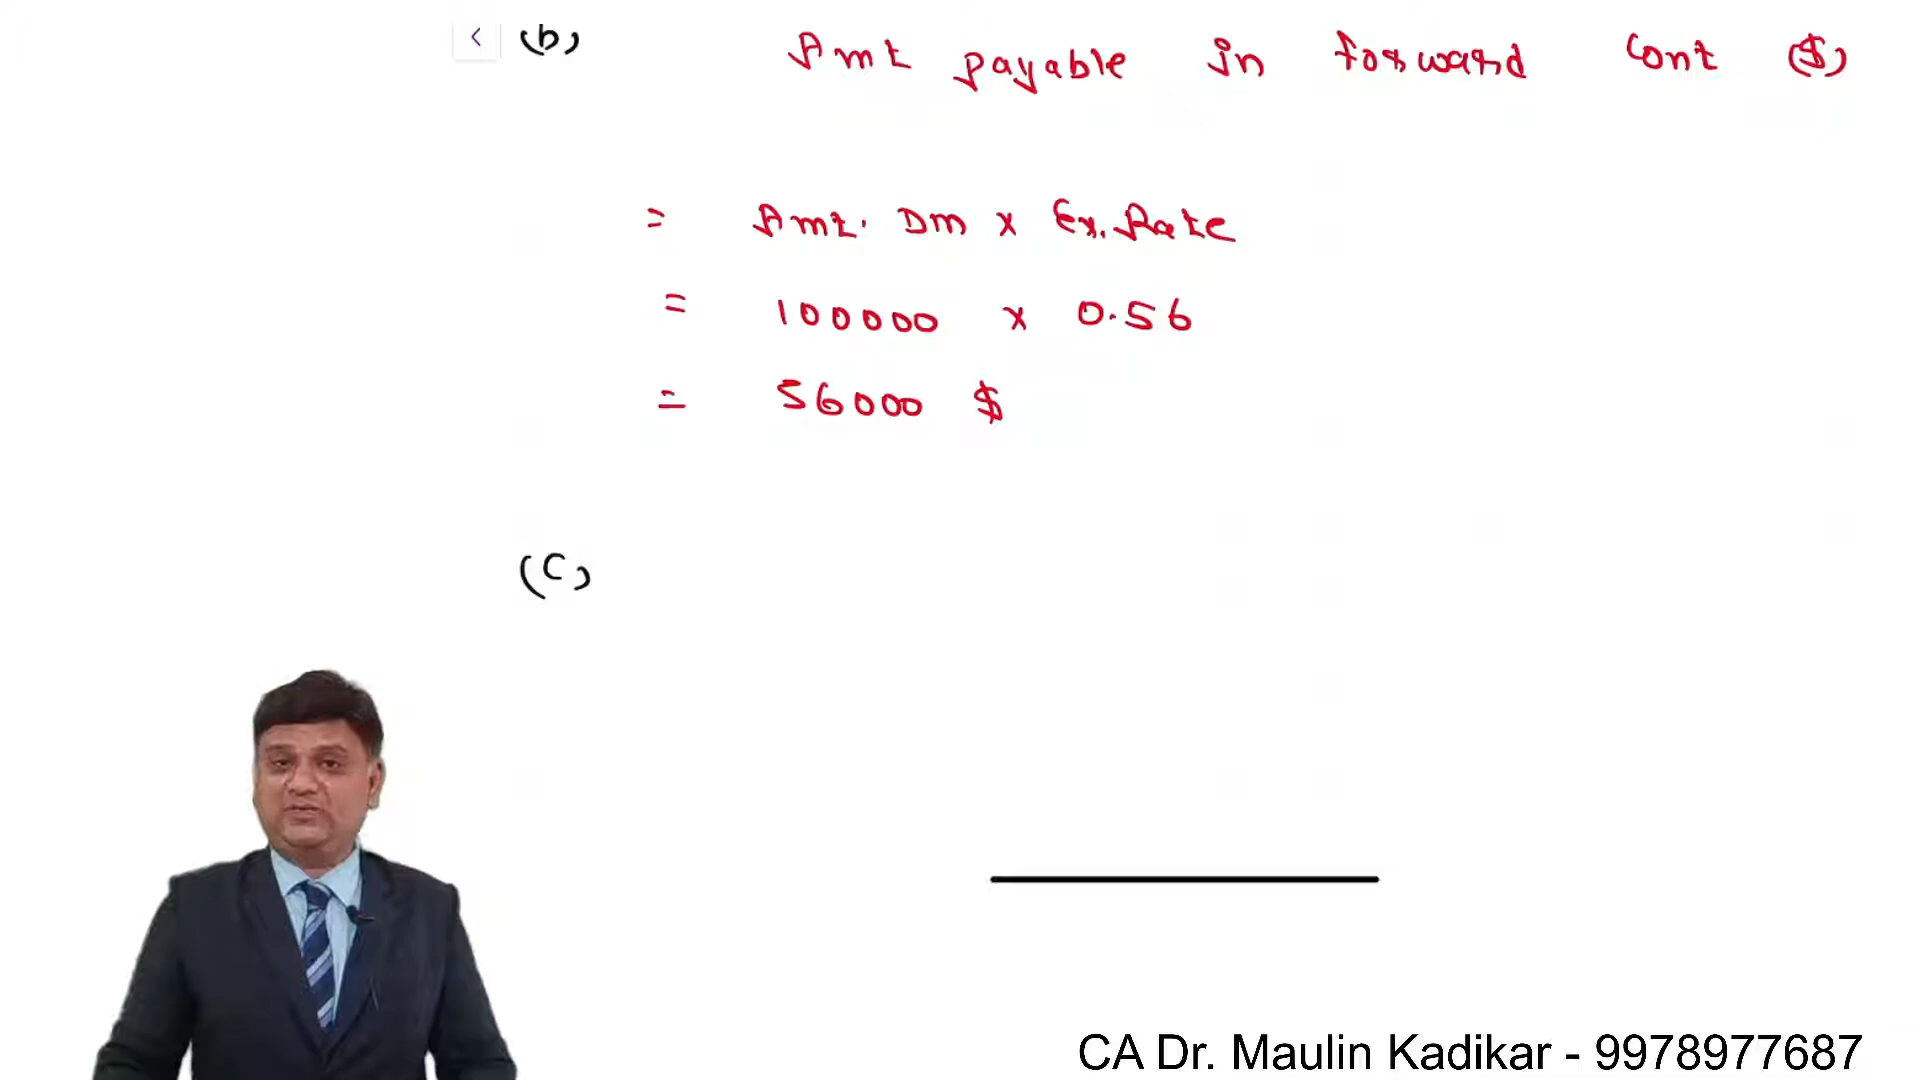 (b) Amt payable in forward Cont ($)
= Amt. Dm x Ex. Rate
= 100000 x 0.56
= 56000 $
(C)
CA Dr. Maulin Kadikar - 9978977687